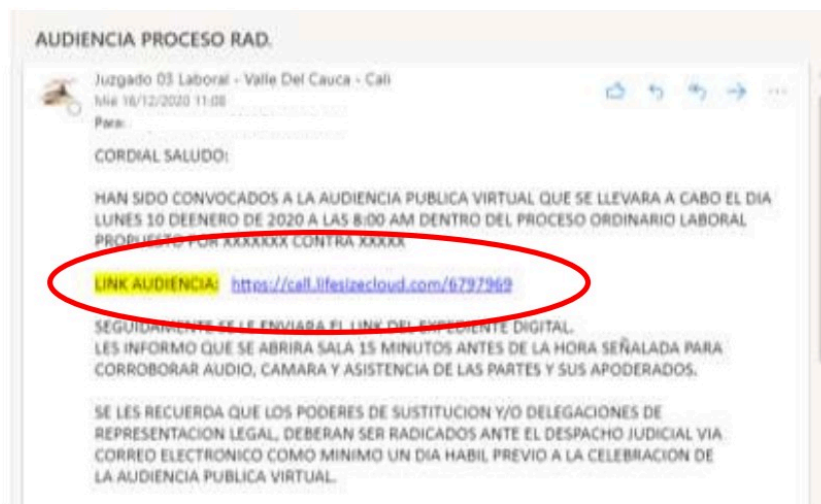 AUDIENCIA PROCESO RAD.
Juzgado 03 Laboral - Valle Del Cauca - Cali
Mié 16/12/2020 11:08
Para:
CORDIAL SALUDO:
HAN SIDO CONVOCADOS A LA AUDIENCIA PUBLICA VIRTUAL QUE SE LLEVARA A CABO EL DIA
LUNES 10 DEENERO DE 2020 A LAS 8:00 AM DENTRO DEL PROCESO ORDINARIO LABORAL
PROPUESTO POR XXXXXXX CONTRA XXXXX
LINK AUDIENCIA: https://call.lifesizecloud.com/6797969
SEGUIDAMENTE SE LE ENVIARA EL LINK DEL EXPEDIENTE DIGITAL.
LES INFORMO QUE SE ABRIRA SALA 15 MINUTOS ANTES DE LA HORA SEÑALADA PARA
CORROBORAR AUDIO, CAMARA Y ASISTENCIA DE LAS PARTES Y SUS APODERADOS.
SE LES RECUERDA QUE LOS PODERES DE SUSTITUCION Y/O DELEGACIONES DE
REPRESENTACION LEGAL, DEBERAN SER RADICADOS ANTE EL DESPACHO JUDICIAL VIA
CORREO ELECTRONICO COMO MINIMO UN DIA HABIL PREVIO A LA CELEBRACION DE
LA AUDIENCIA PUBLICA VIRTUAL.